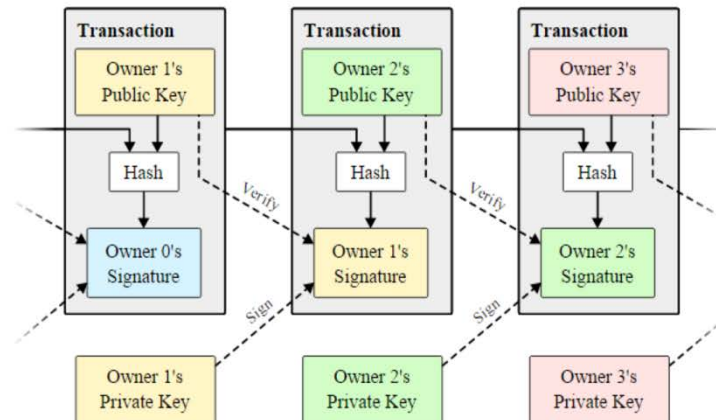 Transaction
Owner 1's
Public Key
Hash
Owner 0's
Signature
Transaction
Owner 2's
Public Key
Hash
Verify
Owner 1's
Signature
Sign
Transaction
Owner 3's
Public Key
Hash
Verify
Owner 2's
Signature
Sign
Owner 1's
Private Key
Owner 2's
Private Key
Owner 3's
Private Key